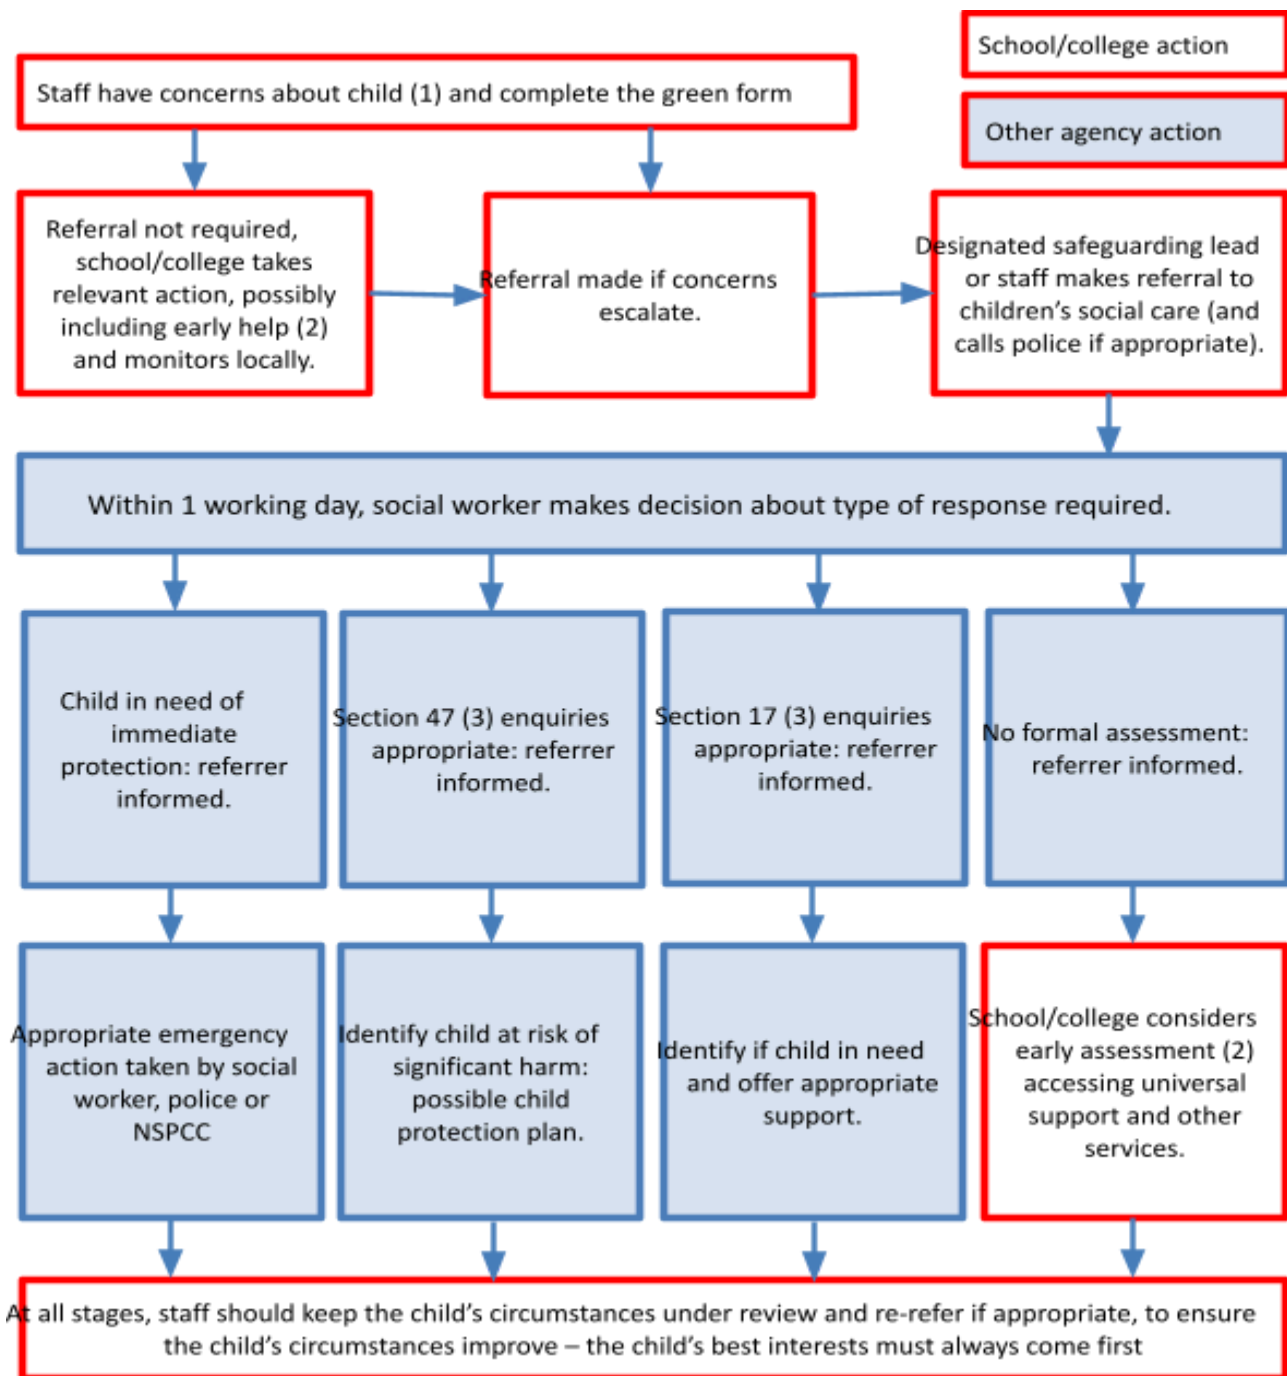 School/college action
Staff have concerns about child (1) and complete the green form
Other agency action
Referral not required,
school/college takes
relevant action, possibly
including early help (2)
and monitors locally.
Referral made if concerns
escalate.
Designated safeguarding lead
or staff makes referral to
children's social care (and
calls police if appropriate).
Within 1 working day, social worker makes decision about type of response required.
Child in need of
immediate
protection: referrer
informed.
Section 47 (3) enquiries
appropriate: referrer
informed.
Section 17 (3) enquiries
appropriate: referrer
informed.
No formal assessment:
referrer informed.
Appropriate emergency
action taken by social
worker, police or
NSPCC
Identify child at risk of
significant harm:
possible child
protection plan.
Identify if child in need
and offer appropriate
support.
School/college considers
early assessment (2)
accessing universal
support and other
services.
At all stages, staff should keep the child's circumstances under review and re-refer if appropriate, to ensure
the child's circumstances improve – the child's best interests must always come first